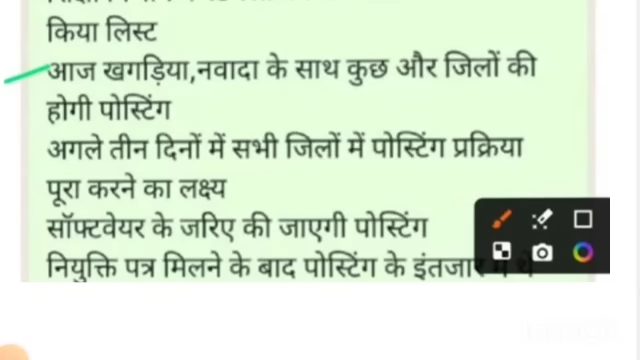 किया लिस्ट
आज खगड़िया,नवादा के साथ कुछ और जिलों की
होगी पोस्टिंग
अगले तीन दिनों में सभी जिलों में पोस्टिंग प्रक्रिया
पूरा करने का लक्ष्य
सॉफ्टवेयर के जरिए की जाएगी पोस्टिंग
नियुक्ति पत्र मिलने के बाद पोस्टिंग के इंतजार में थे